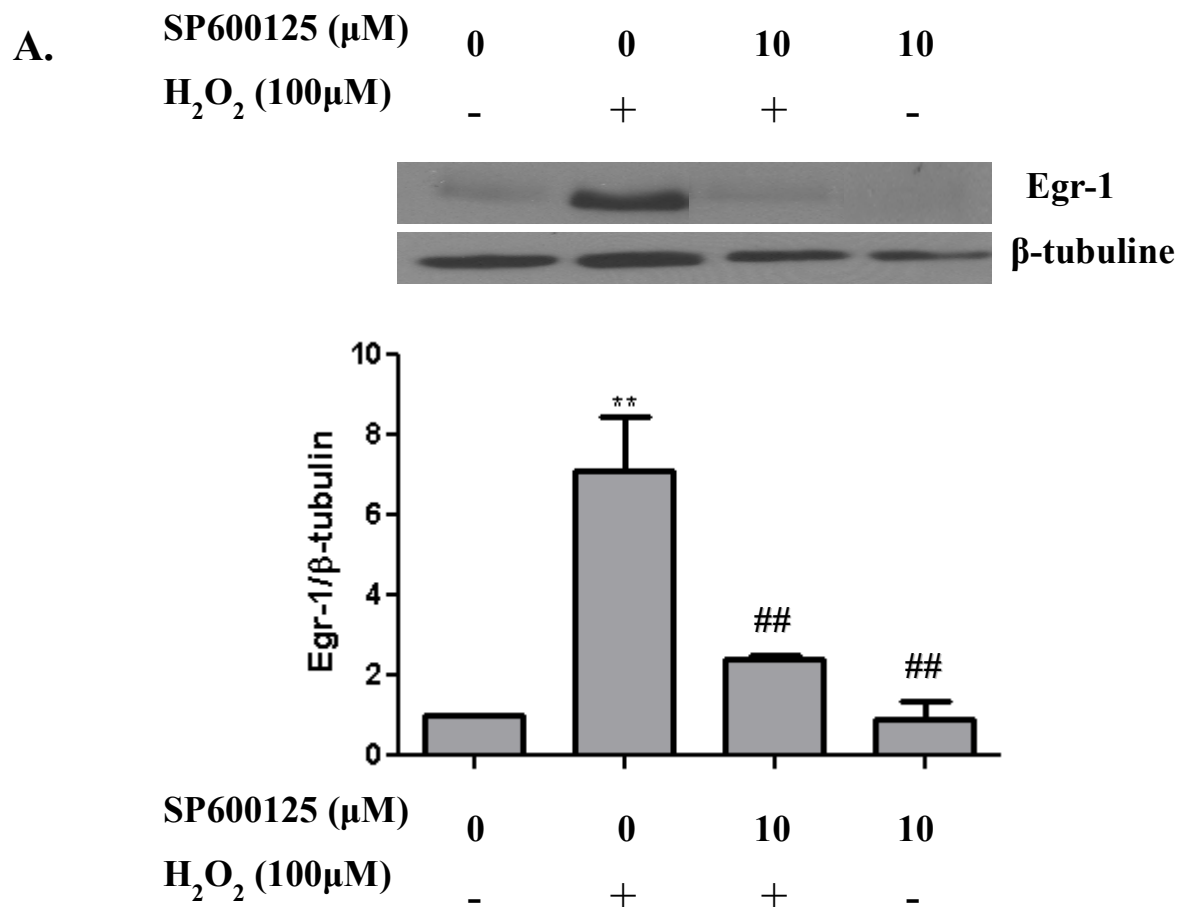 A.
SP600125 (μM) 0 0 10 10
H₂O₂ (100μM) - + + -
Egr-1
β-tubuline
Egr-1/β-tubulin
10
8
6
4
2
0
**
##
##
SP600125 (μM) 0 0 10 10
H₂O₂ (100μM) - + + -